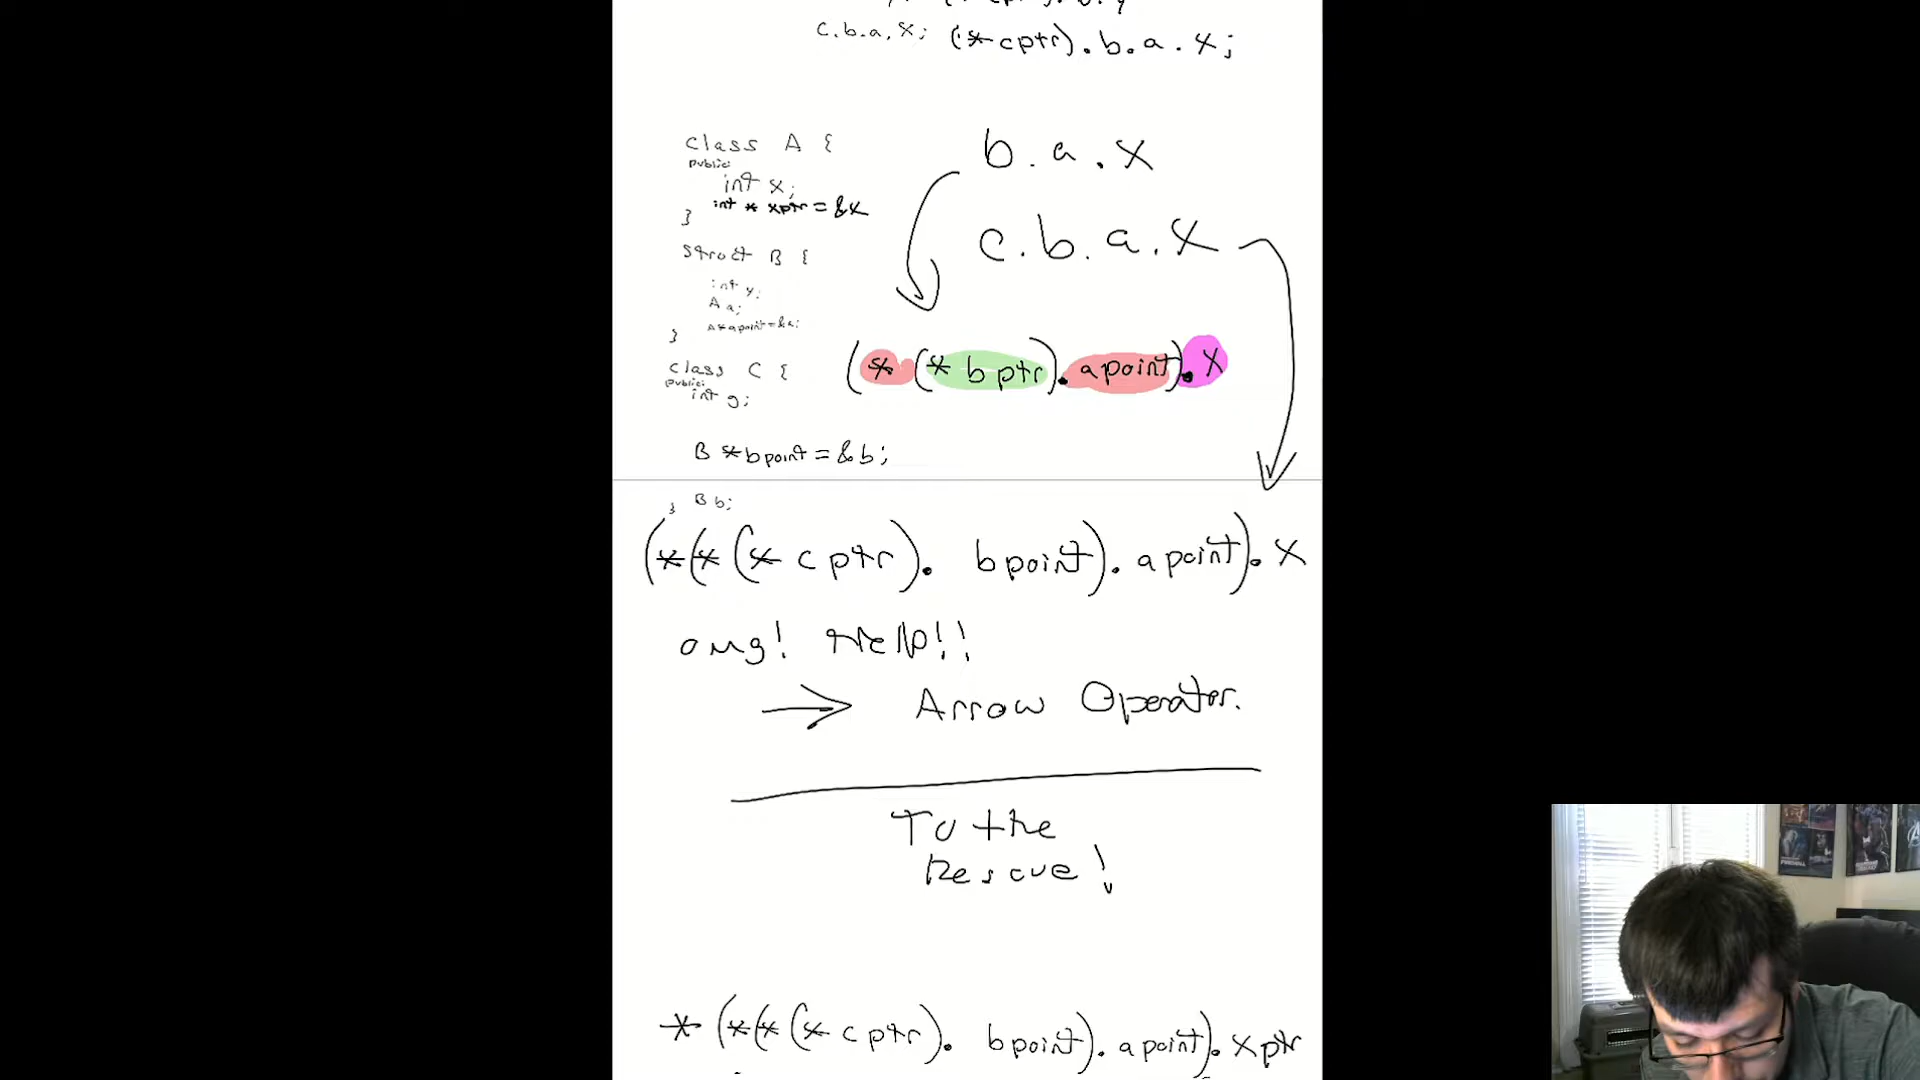 c.b.a.x; (*cptr).b.a.x;
class A {
public:
int x;
int * xptr = &x
}
b.a.x
c.b.a.x
struct B {
int y;
A a;
A* apoint = &a;
}
class C {
public:
int g;
(*(*bptr).apoint).x
B *bpoint = &b;
} B b;
(*(*(*cptr).bpoint).apoint).x
omg! Help!!
→ Arrow Operator.
To the
Rescue!
*(*(*(*cptr).bpoint).apoint).xptr